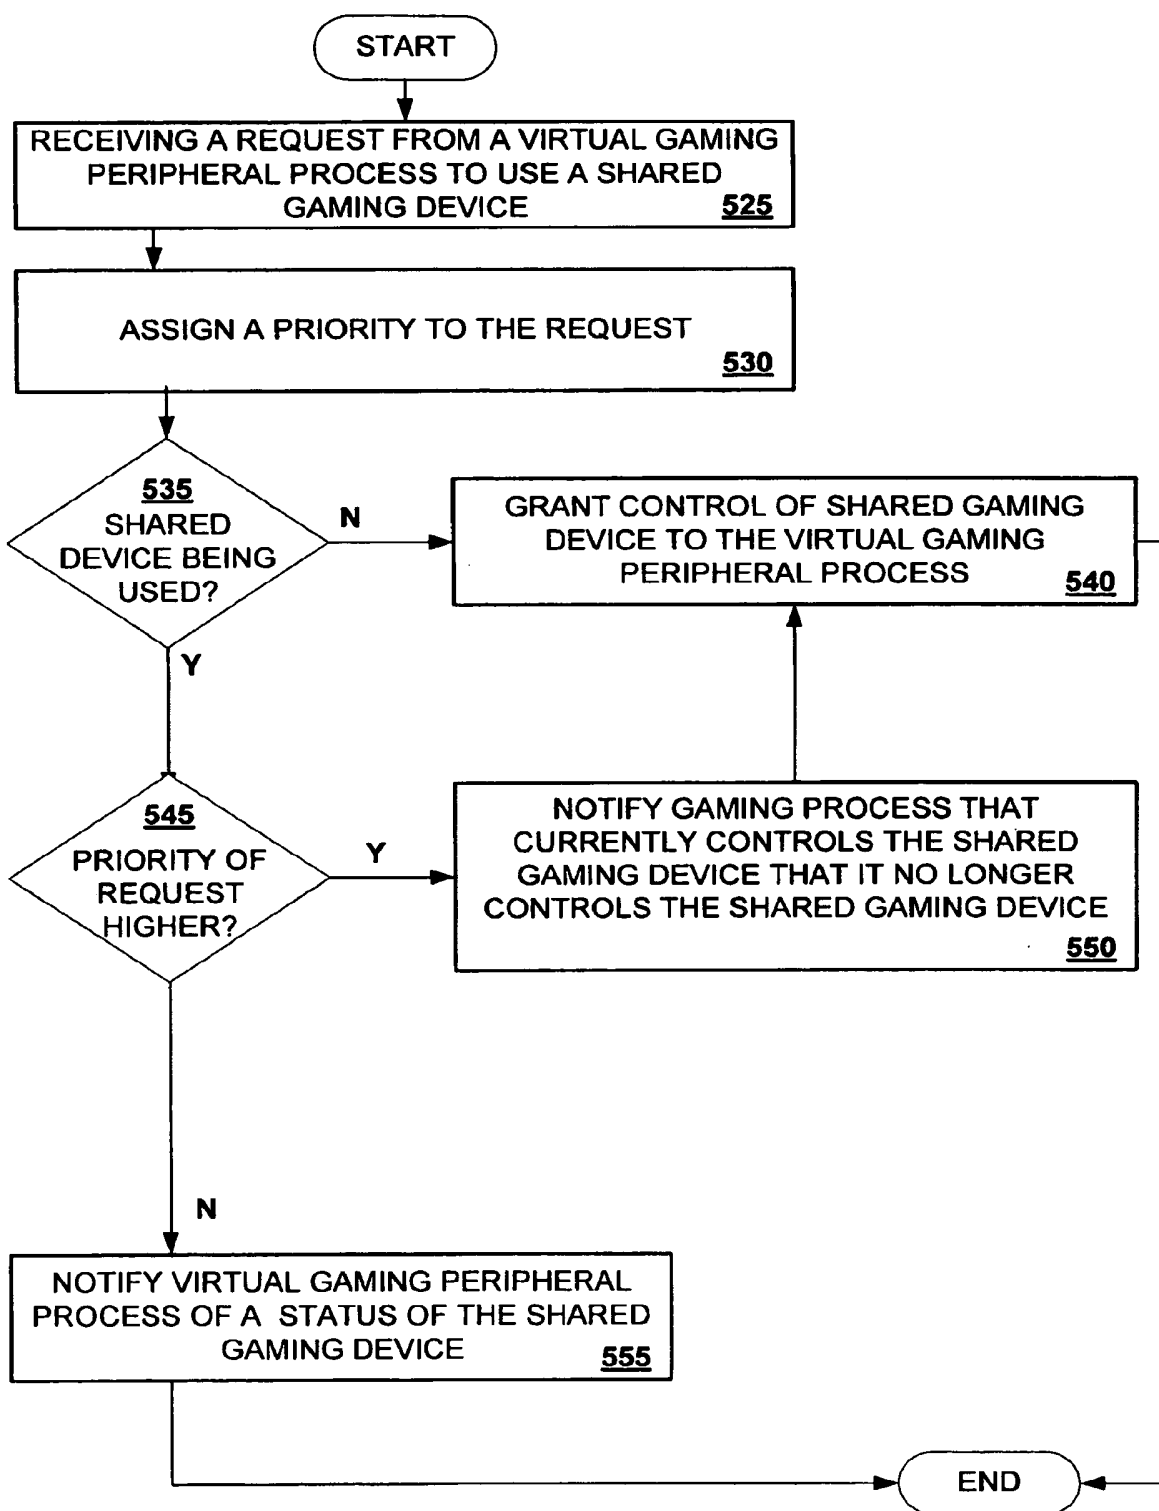 START
RECEIVING A REQUEST FROM A VIRTUAL GAMING
PERIPHERAL PROCESS TO USE A SHARED
GAMING DEVICE
525
ASSIGN A PRIORITY TO THE REQUEST
530
535
SHARED
DEVICE BEING
USED?
N
GRANT CONTROL OF SHARED GAMING
DEVICE TO THE VIRTUAL GAMING
PERIPHERAL PROCESS
540
Y
545
PRIORITY OF
REQUEST
HIGHER?
Y
NOTIFY GAMING PROCESS THAT
CURRENTLY CONTROLS THE SHARED
GAMING DEVICE THAT IT NO LONGER
CONTROLS THE SHARED GAMING DEVICE
550
N
NOTIFY VIRTUAL GAMING PERIPHERAL
PROCESS OF A STATUS OF THE SHARED
GAMING DEVICE
555
END